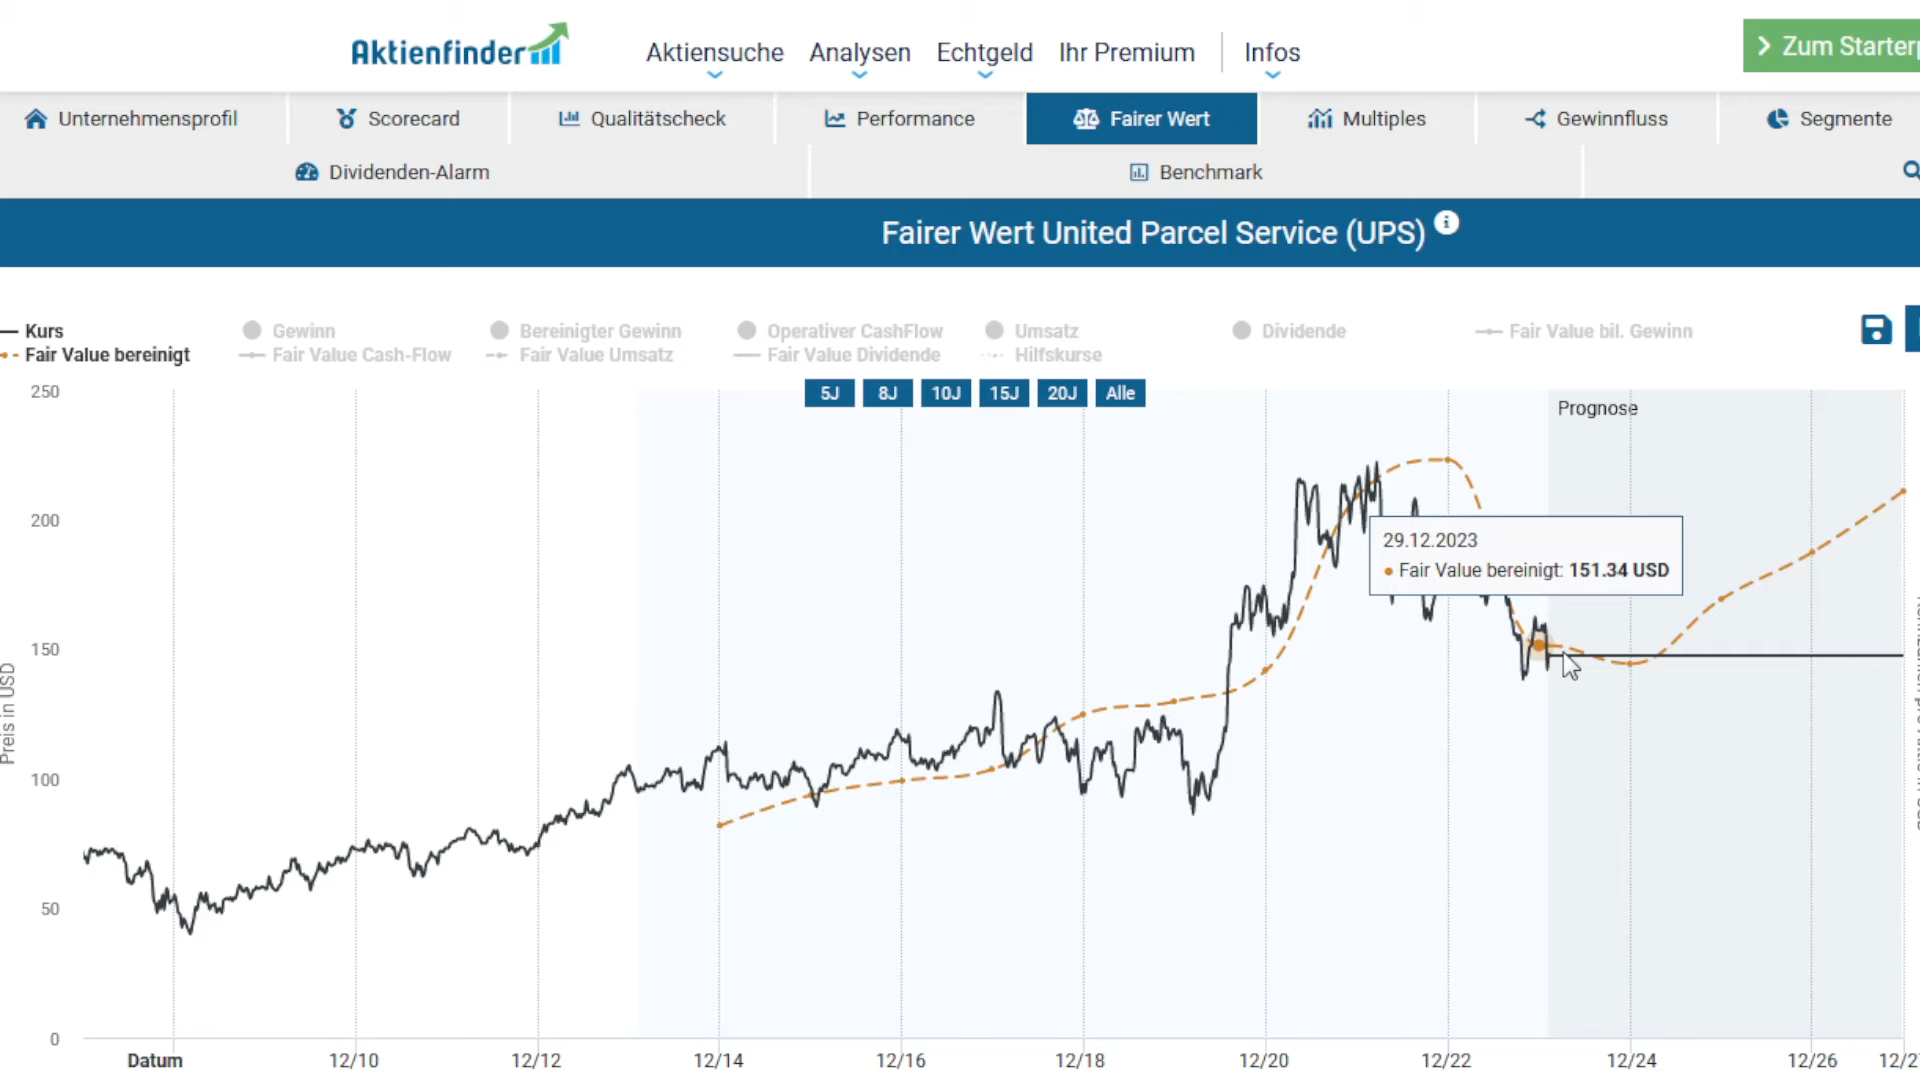 Aktienfinder
Aktiensuche Analysen Echtgeld Ihr Premium Infos
Unternehmensprofil Scorecard Qualitätscheck Performance Fairer Wert Multiples Gewinnfluss Segmente
Dividenden-Alarm Benchmark
Fairer Wert United Parcel Service (UPS)
Kurs Gewinn Bereinigter Gewinn Operativer CashFlow Umsatz Dividende Fair Value bil. Gewinn
Fair Value bereinigt Fair Value Cash-Flow Fair Value Umsatz Fair Value Dividende Hilfskurse
5J 8J 10J 15J 20J Alle
Prognose
250
200
150
100
50
0
Preis in USD
29.12.2023
Fair Value bereinigt: 151.34 USD
Datum 12/10 12/12 12/14 12/16 12/18 12/20 12/22 12/24 12/26